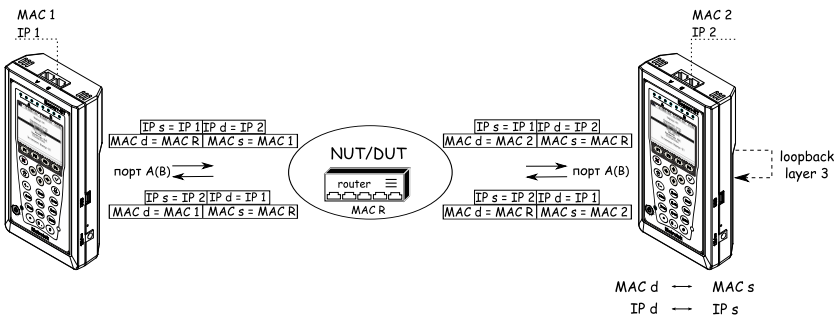 MAC 1
IP 1
MAC 2
IP 2
IP s = IP 1 IP d = IP 2
MAC d = MAC R MAC s = MAC 1
порт A(B)
IP s = IP 2 IP d = IP 1
MAC d = MAC 1 MAC s = MAC R
NUT/DUT
router
MAC R
IP s = IP 1 IP d = IP 2
MAC d = MAC 2 MAC s = MAC R
порт A(B)
IP s = IP 2 IP d = IP 1
MAC d = MAC R MAC s = MAC 2
loopback
layer 3
MAC d ↔ MAC s
IP d ↔ IP s